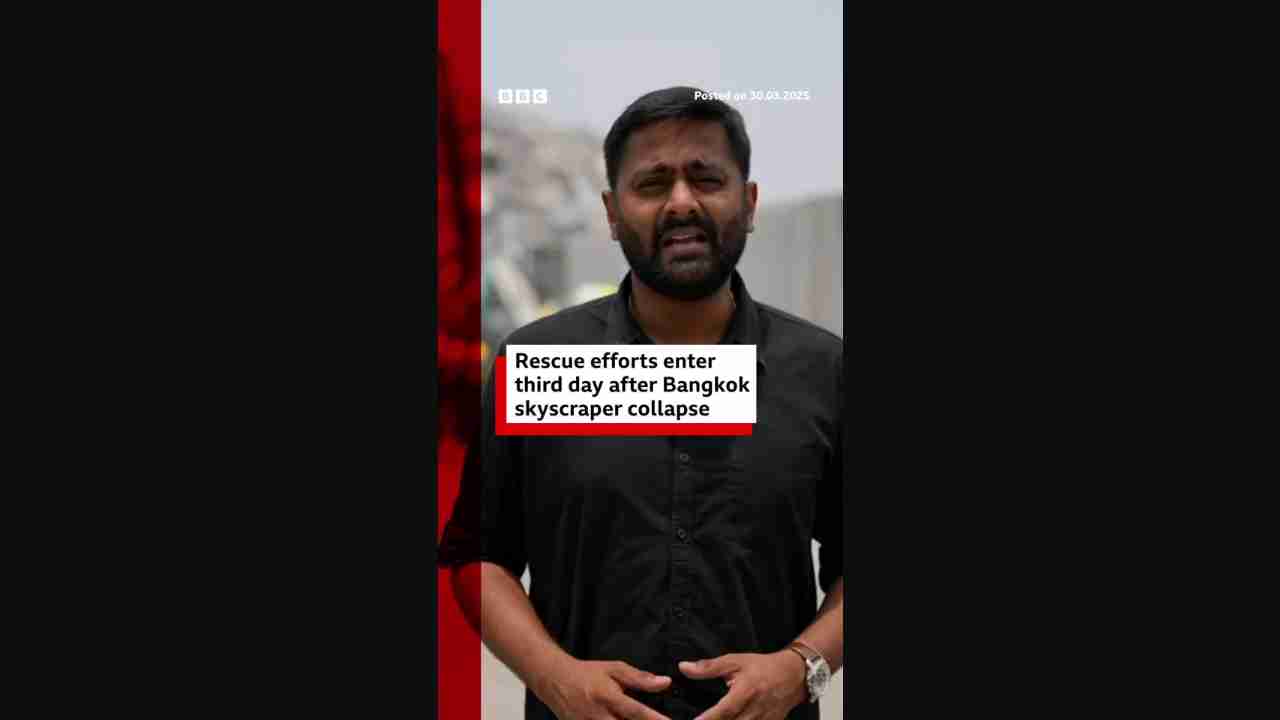 BBC
Posted on 30.03.2025
Rescue efforts enter
third day after Bangkok
skyscraper collapse